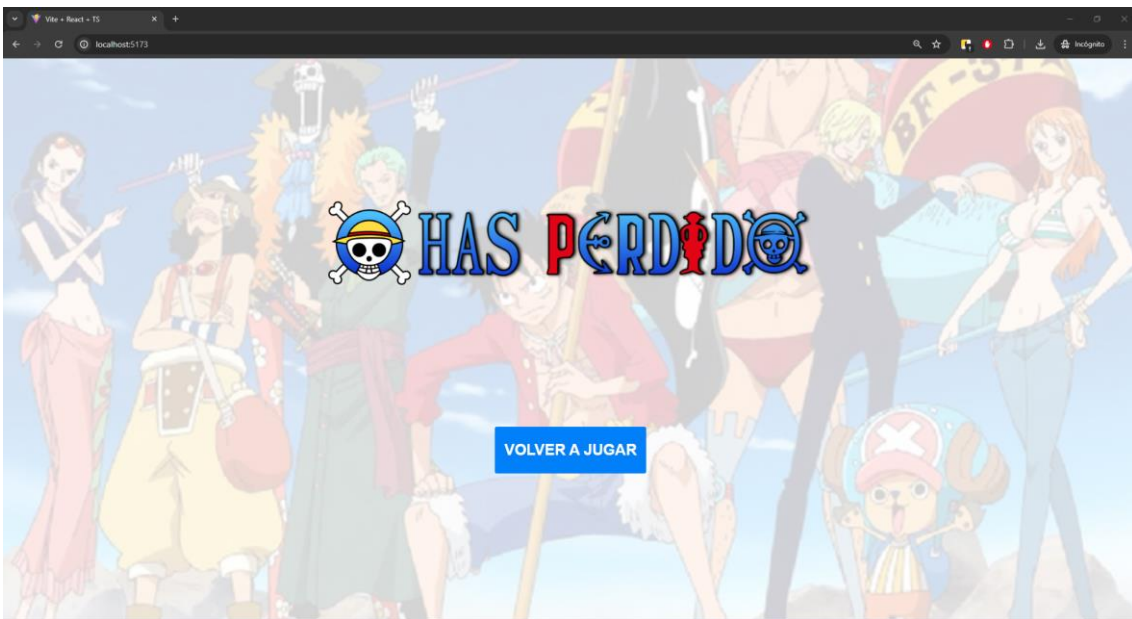 Vite + React + TS
localhost:5173
Incógnito
BF-37
HAS PERDIDO
VOLVER A JUGAR